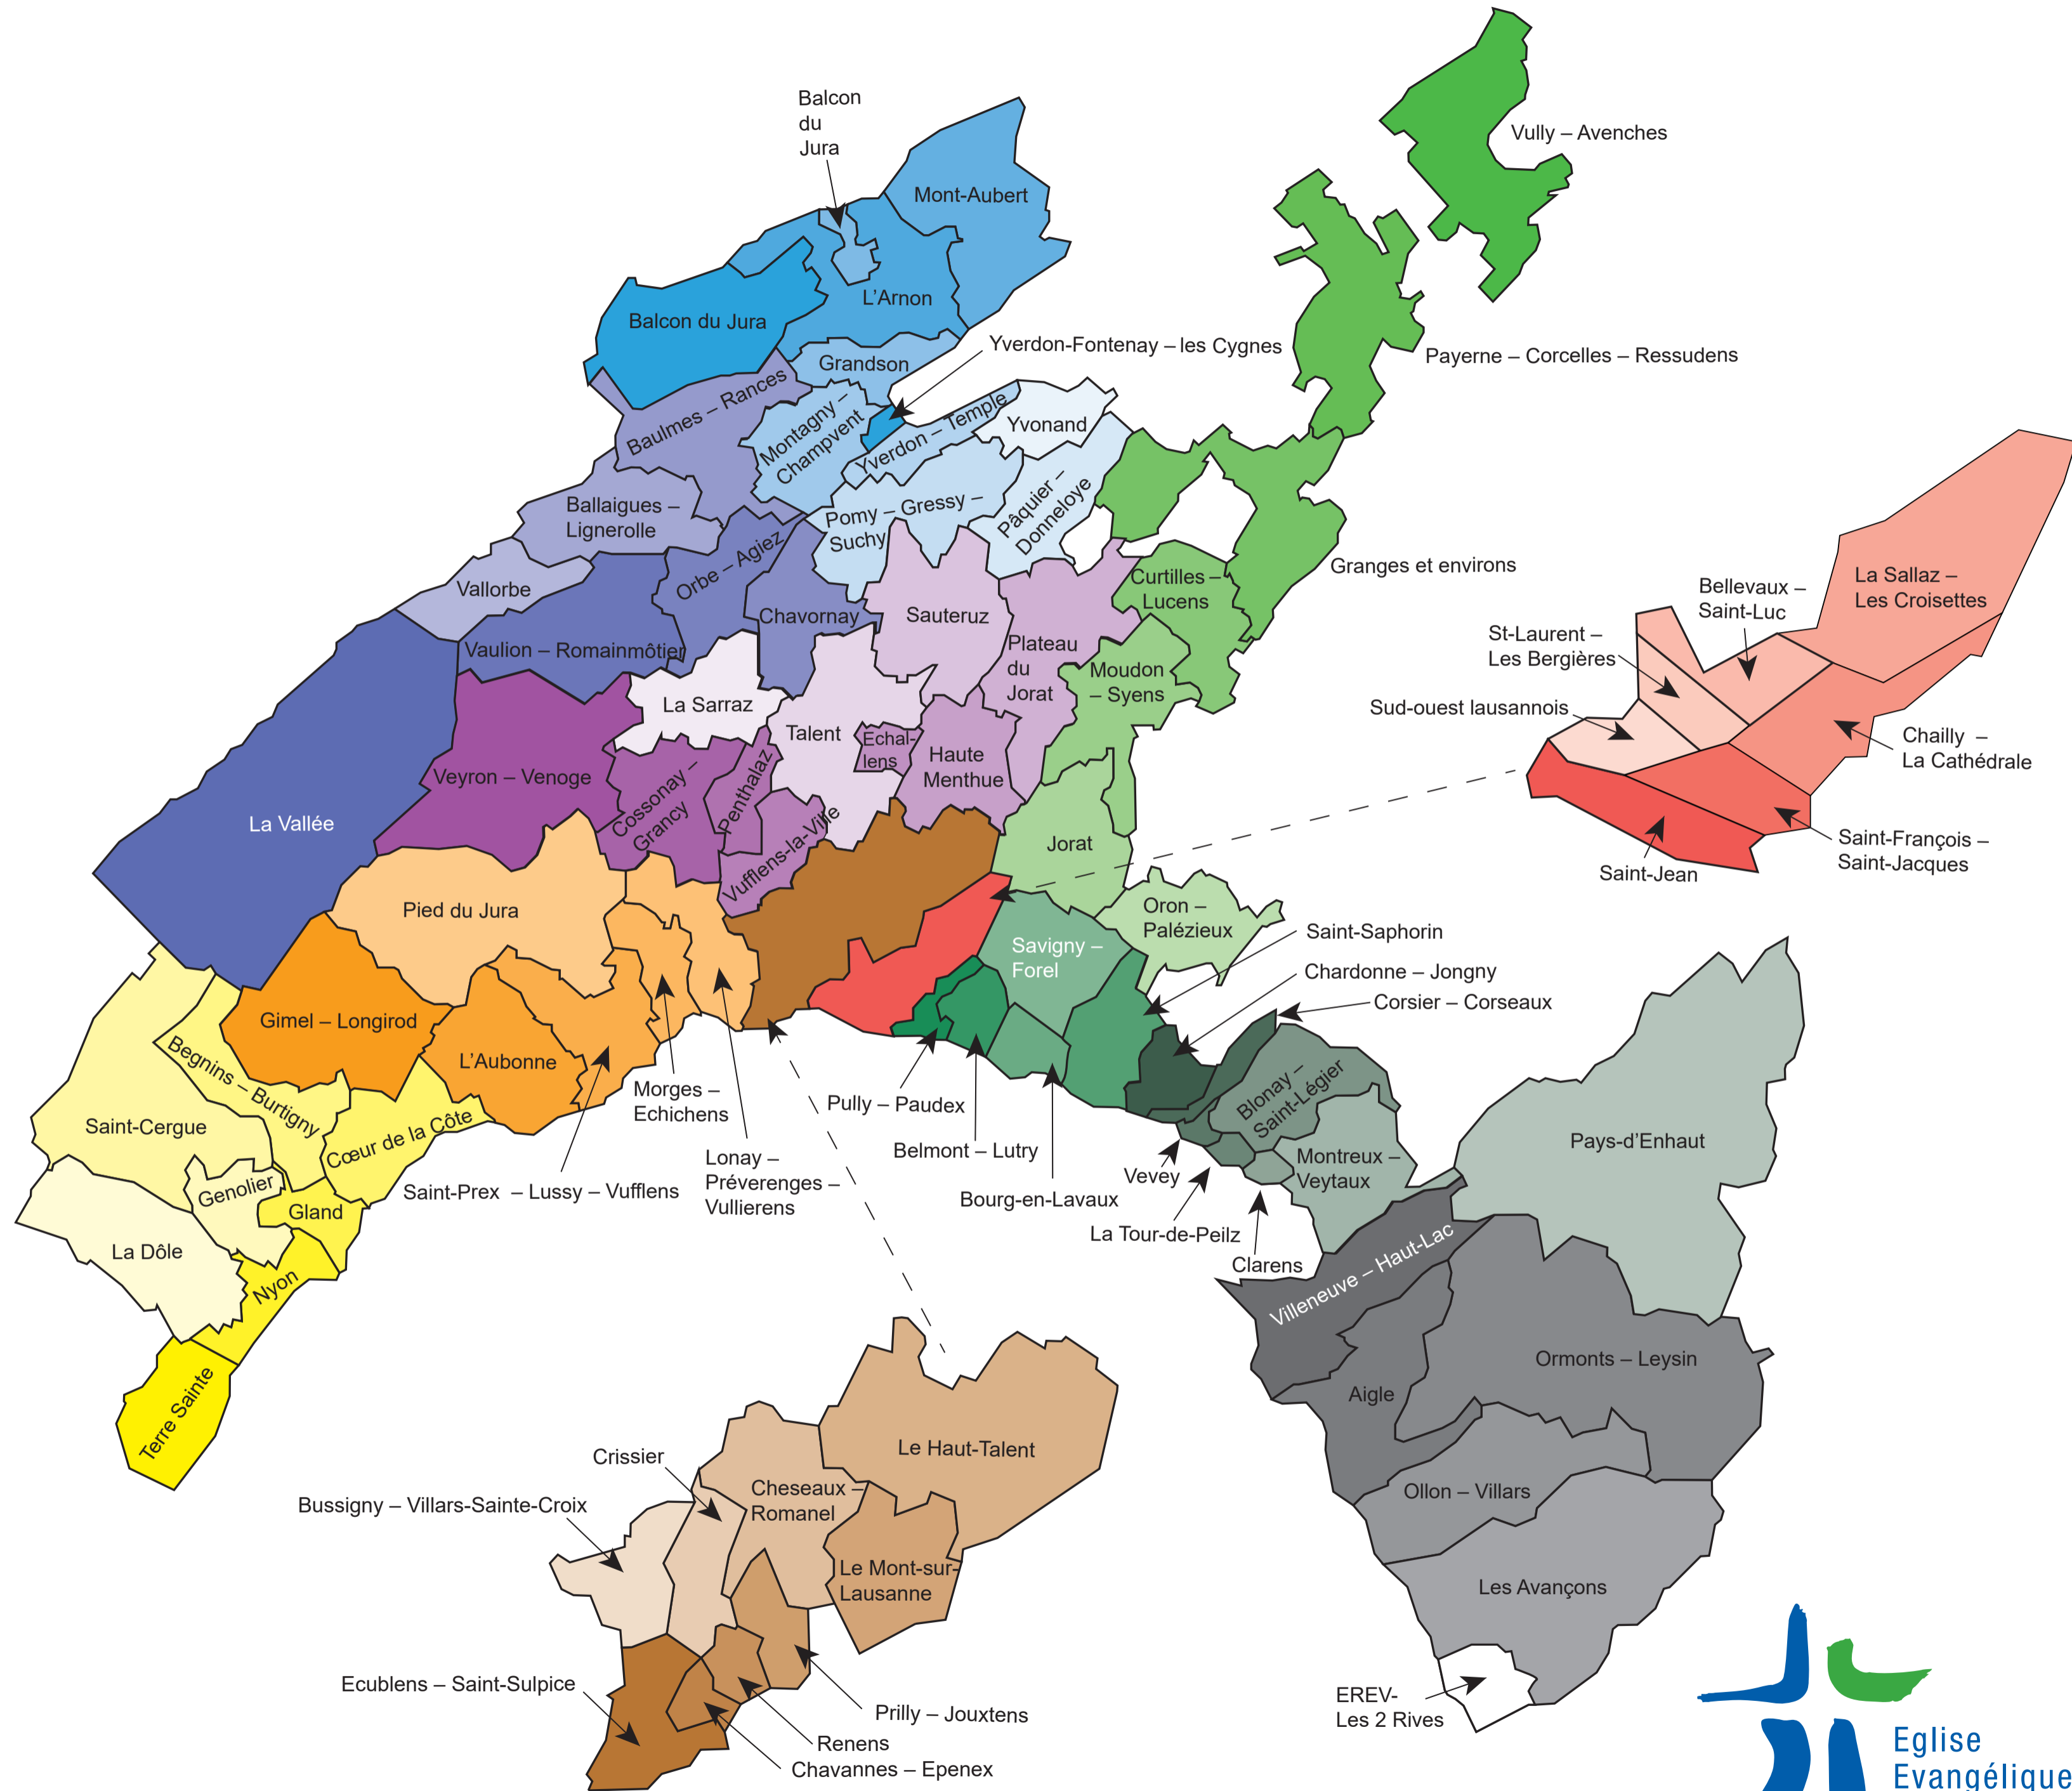 Balcon
du
Jura
Mont-Aubert
Vully – Avenches
L’Arnon
Balcon du Jura
Yverdon-Fontenay – les Cygnes
Payerne – Corcelles – Ressudens
Grandson
Baulmes – Rances
Montagny –
Champvent
Yverdon – Temple
Yvonand
Ballaigues –
Lignerolle
Pomy – Gressy –
Suchy
Pâquier –
Donneloye
Orbe – Agiez
Granges et environs
Vallorbe
Chavornay
Sauteruz
Curtilles –
Lucens
Bellevaux –
Saint-Luc
La Sallaz –
Les Croisettes
St-Laurent –
Les Bergières
Vaulion – Romainmôtier
Plateau
du
Jorat
Moudon
– Syens
La Sarraz
Sud-ouest lausannois
Talent
Echal-
lens
Haute
Menthue
Chailly –
La Cathédrale
Veyron – Venoge
Cossonay –
Grancy
Penthalaz
La Vallée
Vufflens-la-Ville
Jorat
Saint-François –
Saint-Jacques
Saint-Jean
Pied du Jura
Oron –
Palézieux
Savigny –
Forel
Saint-Saphorin
Chardonne – Jongny
Corsier – Corseaux
Gimel – Longirod
L’Aubonne
Begnins – Burtigny
Morges –
Echichens
Pully – Paudex
Blonay –
Saint-Légier
Saint-Cergue
Cœur de la Côte
Belmont – Lutry
Pays-d’Enhaut
Lonay –
Préverenges –
Vullierens
Vevey
Montreux –
Veytaux
Genolier
Saint-Prex – Lussy – Vufflens
Bourg-en-Lavaux
Gland
La Tour-de-Peilz
La Dôle
Clarens
Nyon
Villeneuve – Haut-Lac
Ormonts – Leysin
Terre Sainte
Aigle
Le Haut-Talent
Crissier
Cheseaux –
Romanel
Bussigny – Villars-Sainte-Croix
Ollon – Villars
Le Mont-sur-
Lausanne
Les Avançons
Ecublens – Saint-Sulpice
EREV-
Les 2 Rives
Prilly – Jouxtens
Renens
Chavannes – Epenex
Eglise
Evangélique